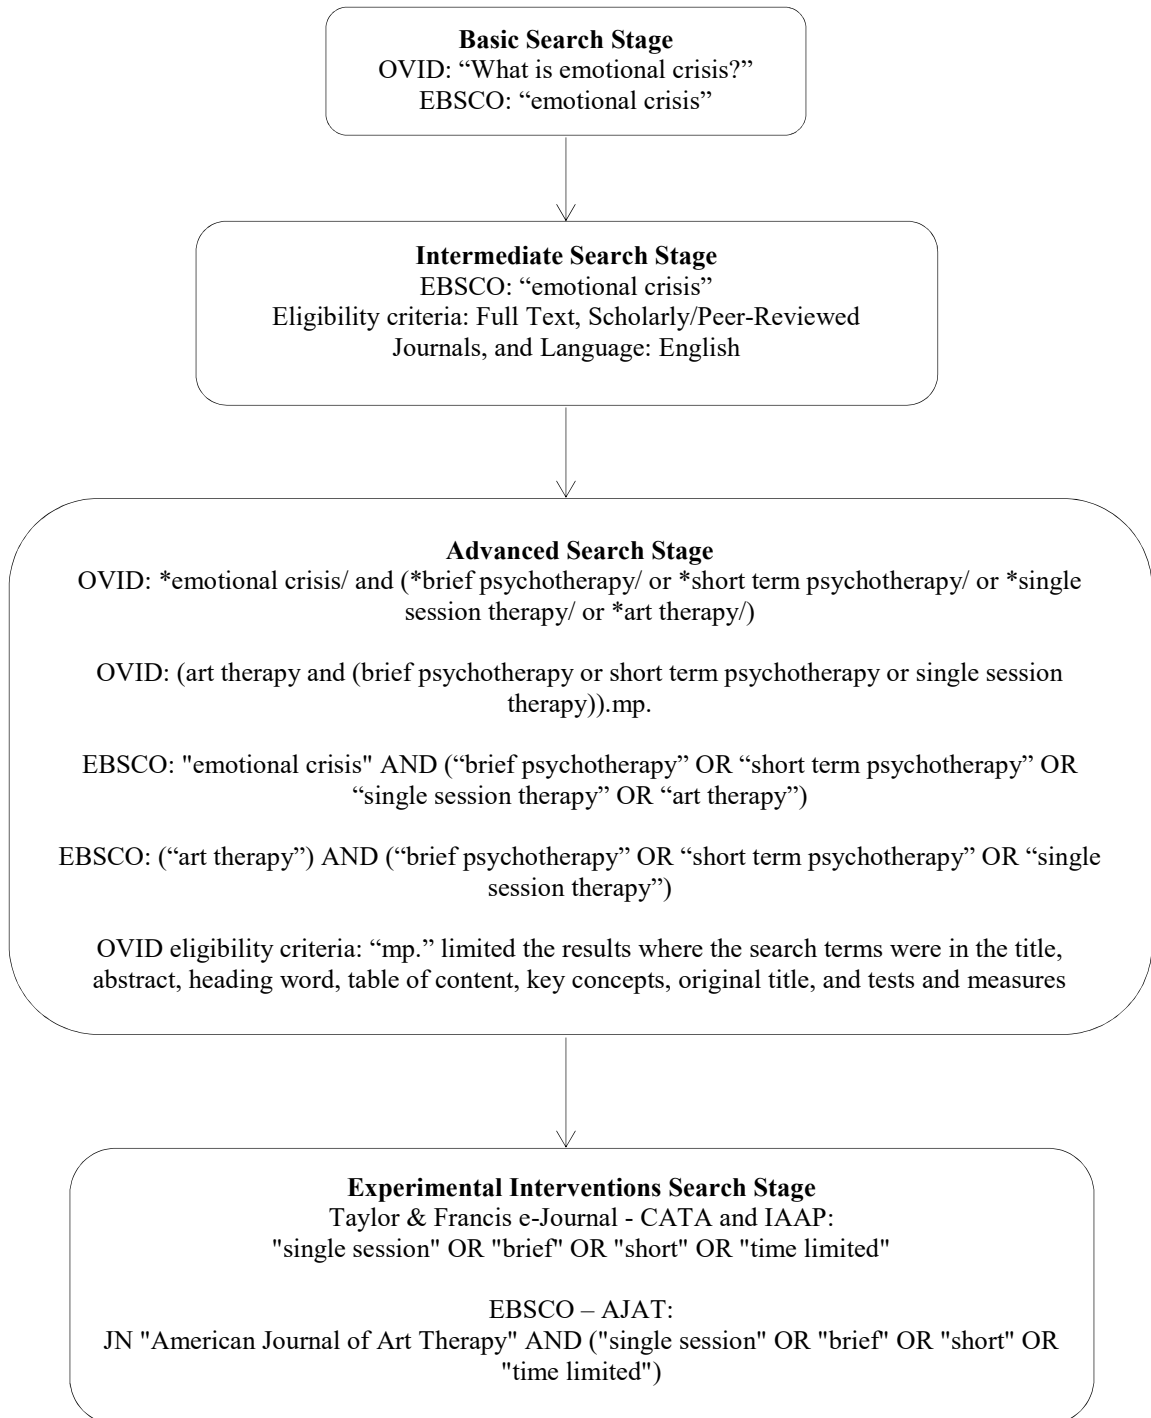 Basic Search Stage
OVID: “What is emotional crisis?”
EBSCO: “emotional crisis”
Intermediate Search Stage
EBSCO: “emotional crisis”
Eligibility criteria: Full Text, Scholarly/Peer-Reviewed
Journals, and Language: English
Advanced Search Stage
OVID: *emotional crisis/ and (*brief psychotherapy/ or *short term psychotherapy/ or *single
session therapy/ or *art therapy/)
OVID: (art therapy and (brief psychotherapy or short term psychotherapy or single session
therapy)).mp.
EBSCO: "emotional crisis" AND (“brief psychotherapy” OR “short term psychotherapy” OR
“single session therapy” OR “art therapy”)
EBSCO: (“art therapy”) AND (“brief psychotherapy” OR “short term psychotherapy” OR “single
session therapy”)
OVID eligibility criteria: “mp.” limited the results where the search terms were in the title,
abstract, heading word, table of content, key concepts, original title, and tests and measures
Experimental Interventions Search Stage
Taylor & Francis e-Journal - CATA and IAAP:
"single session" OR "brief" OR "short" OR "time limited"
EBSCO – AJAT:
JN "American Journal of Art Therapy" AND ("single session" OR "brief" OR "short" OR
"time limited")